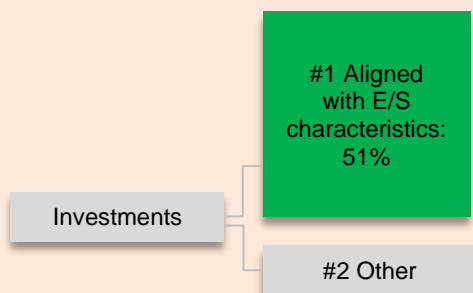 #1 Aligned
with E/S
characteristics:
51%
Investments
#2 Other